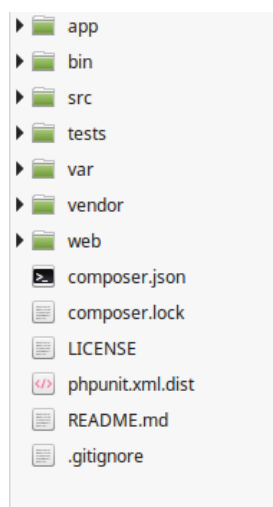 app
bin
src
tests
var
vendor
web
composer.json
composer.lock
LICENSE
phpunit.xml.dist
README.md
.gitignore